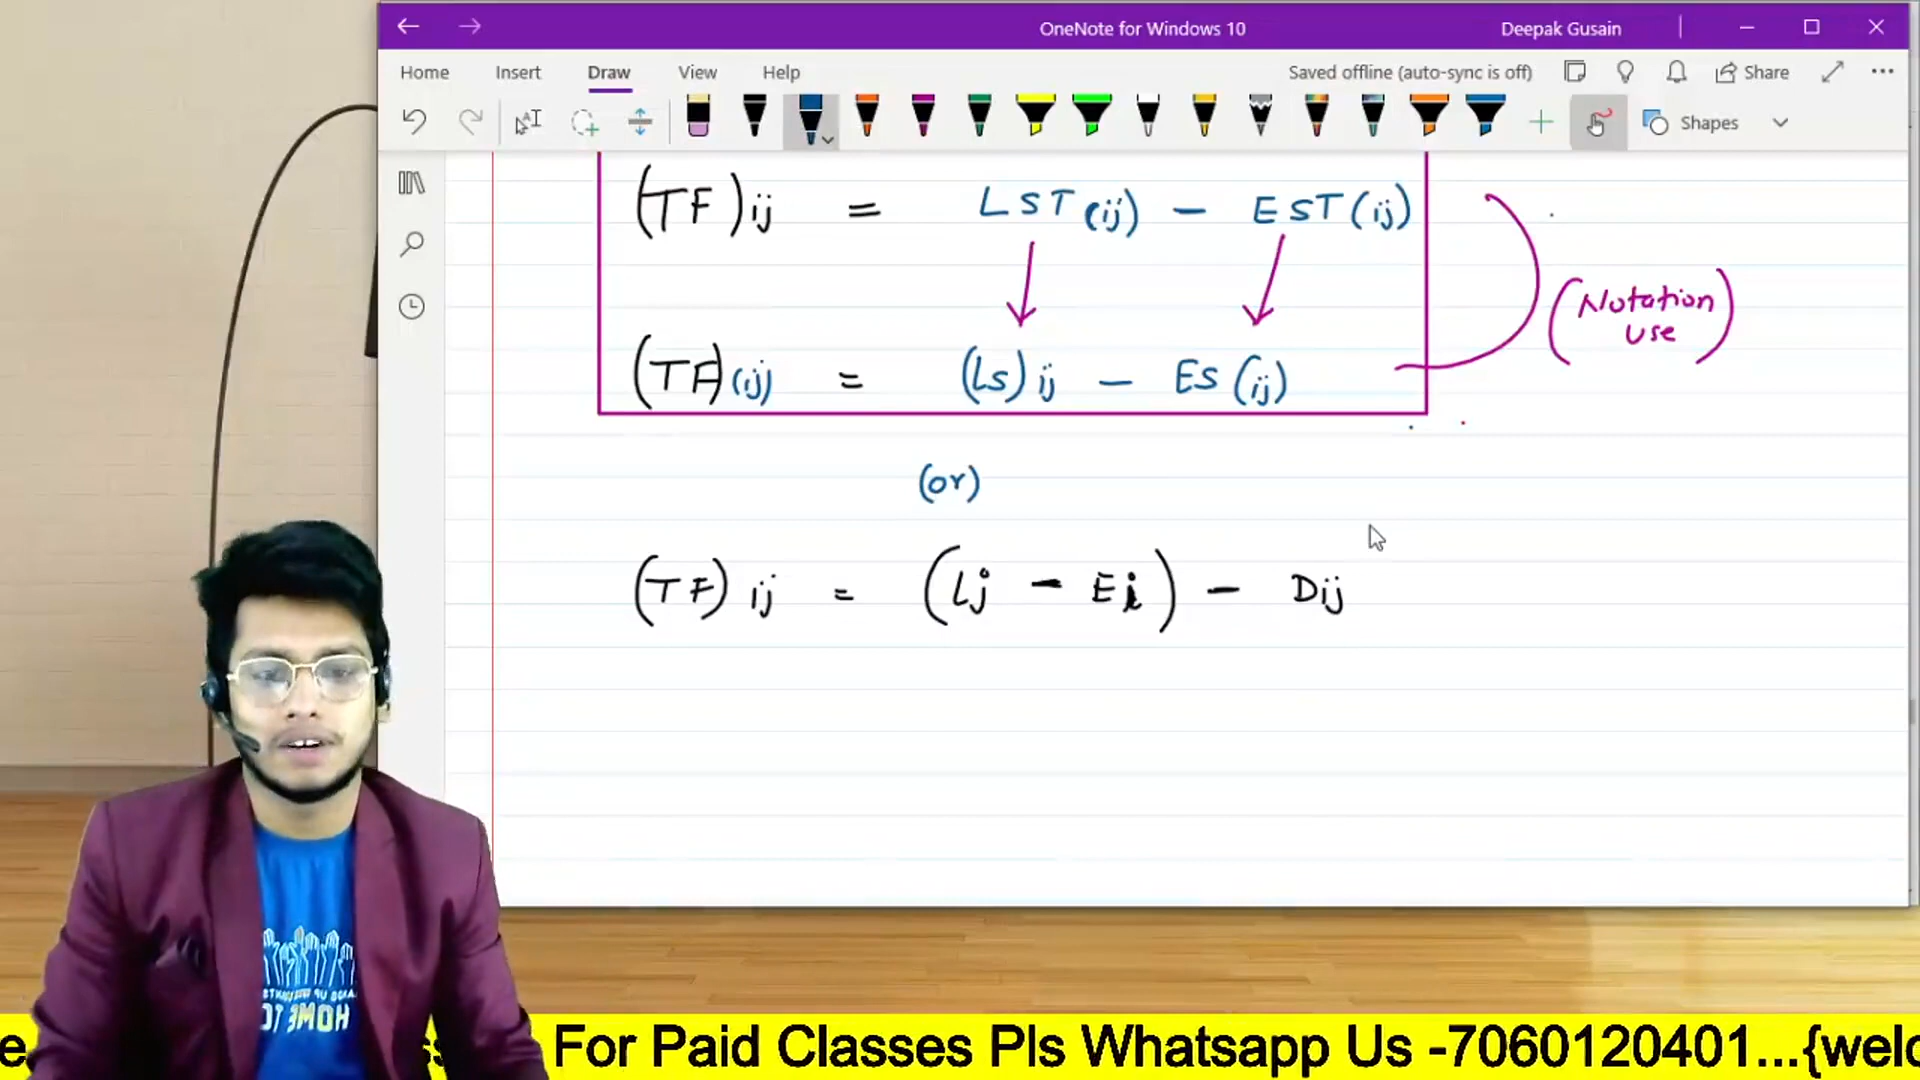 OneNote for Windows 10
Deepak Gusain
Home Insert Draw View Help
Saved offline (auto-sync is off) Share
Shapes
(TF)ij = LST(ij) - EST(ij)
(Notation use)
(TF)(ij) = (LS)ij - ES(ij)
(or)
(TF)ij = (Lj - Ei) - Dij
HOME
For Paid Classes Pls Whatsapp Us -7060120401...{welc